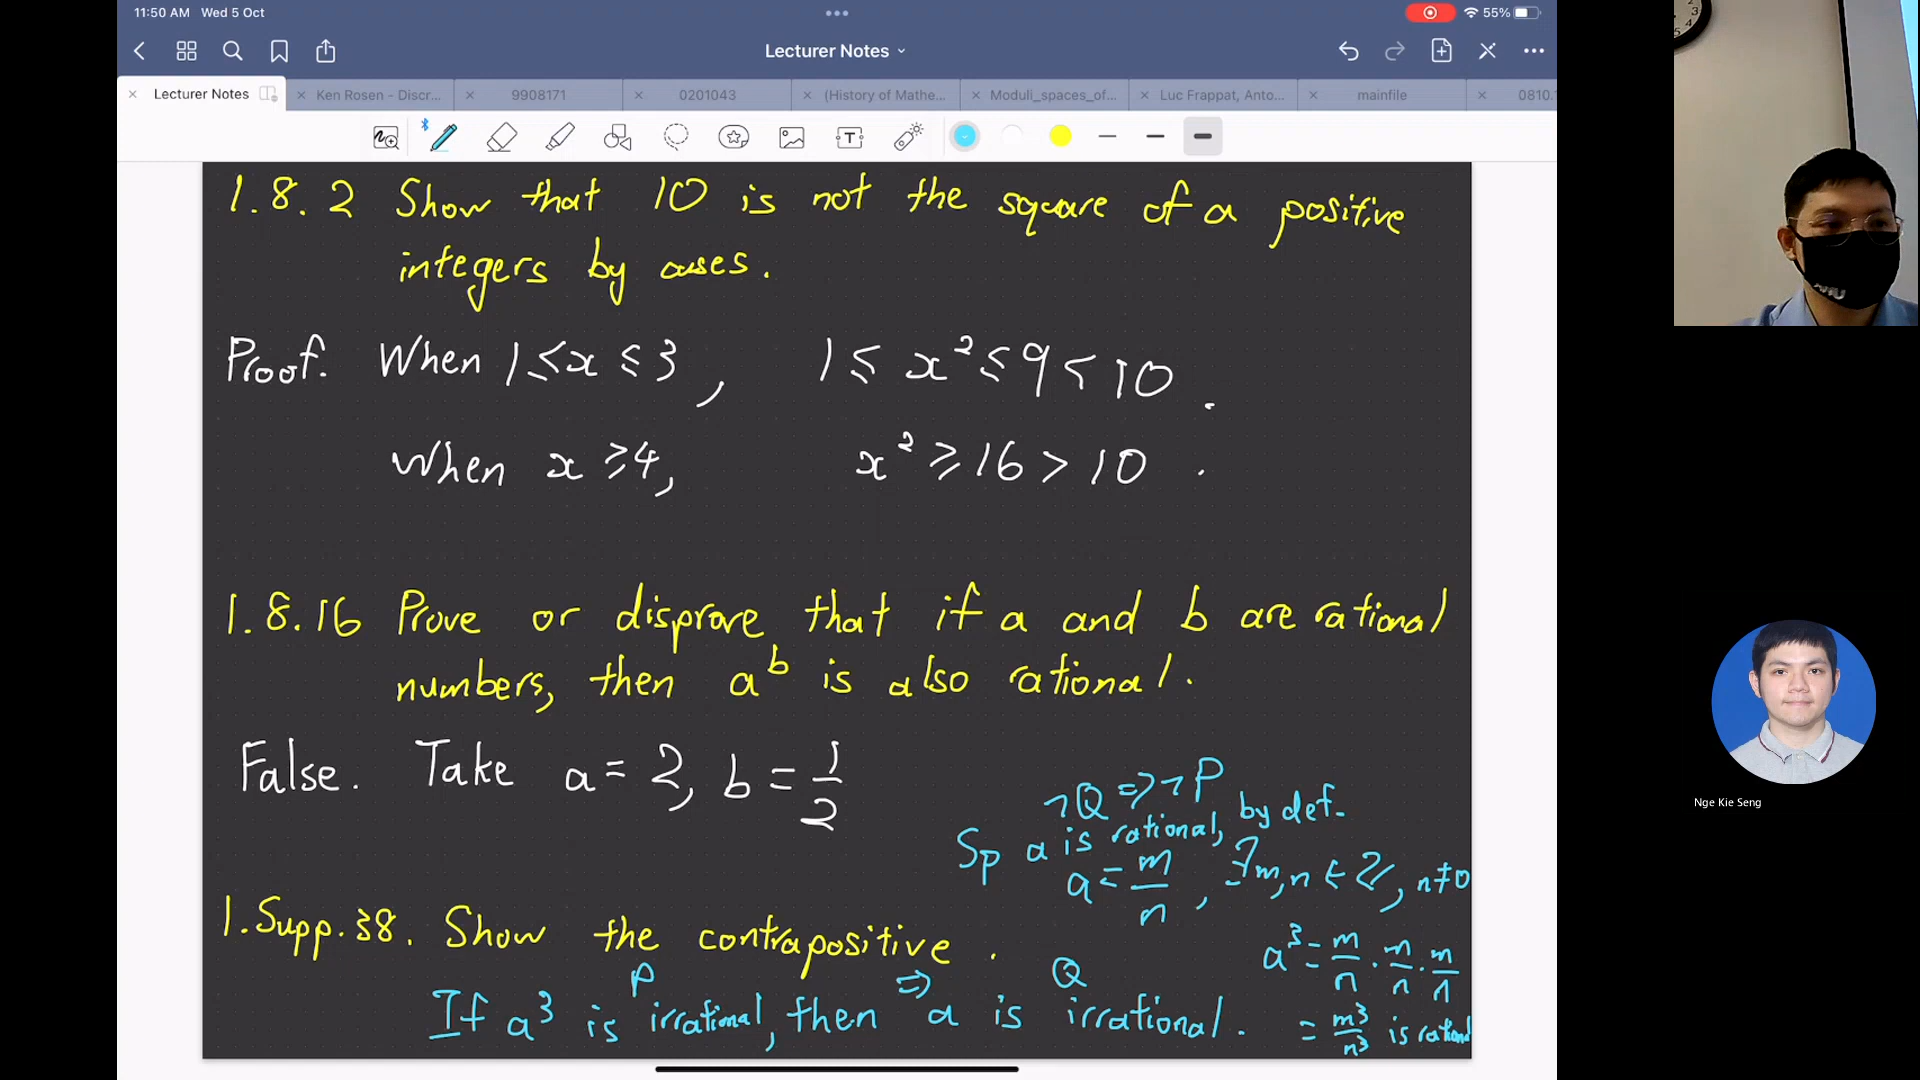 11:50 AM Wed 5 Oct
55%
Lecturer Notes
Lecturer Notes
Ken Rosen - Discr...
9908171
0201043
(History of Mathe...
Moduli_spaces_of...
Luc Frappat, Anto...
mainfile
0810.
1.8.2 Show that 10 is not the square of a positive
integers by cases.
Proof. When 1 ≤ x ≤ 3, 1 ≤ x² ≤ 9 < 10.
When x ≥ 4, x² ≥ 16 > 10.
1.8.16 Prove or disprove that if a and b are rational
numbers, then a^b is also rational.
False. Take a = 2, b = 1/2
¬Q ⇒ ¬P
Sp a is rational, by def.
a = m/n, ∃m,n ∈ ℤ, n≠0
1.Supp.38. Show the contrapositive.
a³ = m/n · m/n · m/n
P ⇒ Q
If a³ is irrational, then a is irrational.
= m³/n³ is rational
Nge Kie Seng